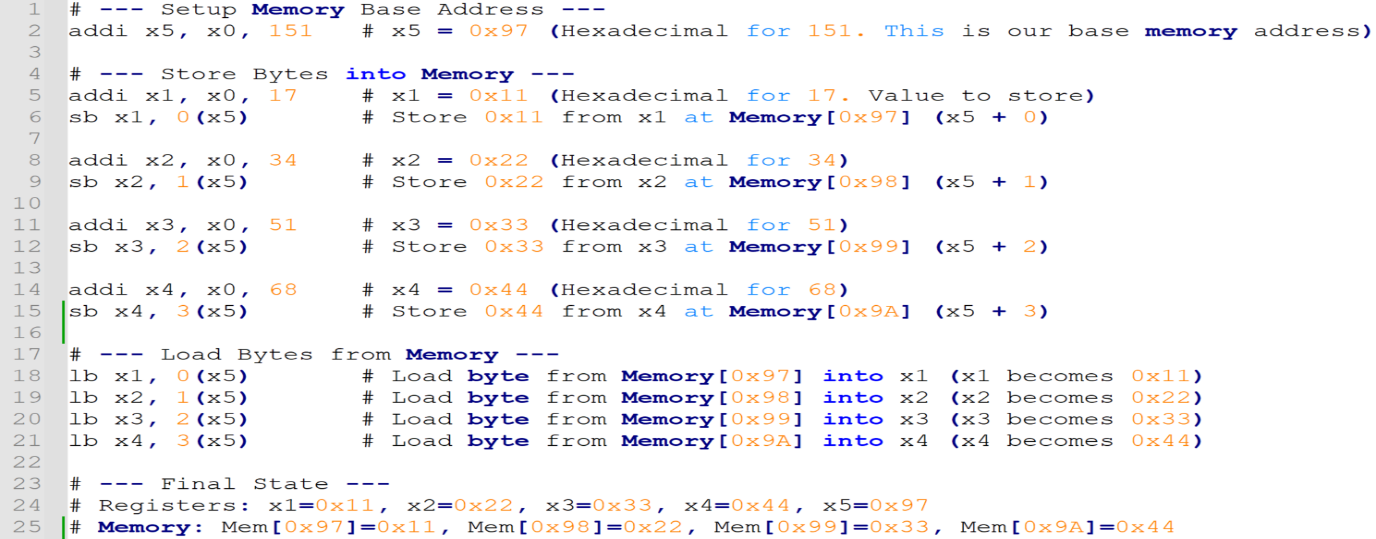 1 # --- Setup Memory Base Address ---
2 addi x5, x0, 151 # x5 = 0x97 (Hexadecimal for 151. This is our base memory address)
3
4 # --- Store Bytes into Memory ---
5 addi x1, x0, 17 # x1 = 0x11 (Hexadecimal for 17. Value to store)
6 sb x1, 0(x5) # Store 0x11 from x1 at Memory[0x97] (x5 + 0)
7
8 addi x2, x0, 34 # x2 = 0x22 (Hexadecimal for 34)
9 sb x2, 1(x5) # Store 0x22 from x2 at Memory[0x98] (x5 + 1)
10
11 addi x3, x0, 51 # x3 = 0x33 (Hexadecimal for 51)
12 sb x3, 2(x5) # Store 0x33 from x3 at Memory[0x99] (x5 + 2)
13
14 addi x4, x0, 68 # x4 = 0x44 (Hexadecimal for 68)
15 sb x4, 3(x5) # Store 0x44 from x4 at Memory[0x9A] (x5 + 3)
16
17 # --- Load Bytes from Memory ---
18 lb x1, 0(x5) # Load byte from Memory[0x97] into x1 (x1 becomes 0x11)
19 lb x2, 1(x5) # Load byte from Memory[0x98] into x2 (x2 becomes 0x22)
20 lb x3, 2(x5) # Load byte from Memory[0x99] into x3 (x3 becomes 0x33)
21 lb x4, 3(x5) # Load byte from Memory[0x9A] into x4 (x4 becomes 0x44)
22
23 # --- Final State ---
24 # Registers: x1=0x11, x2=0x22, x3=0x33, x4=0x44, x5=0x97
25 # Memory: Mem[0x97]=0x11, Mem[0x98]=0x22, Mem[0x99]=0x33, Mem[0x9A]=0x44